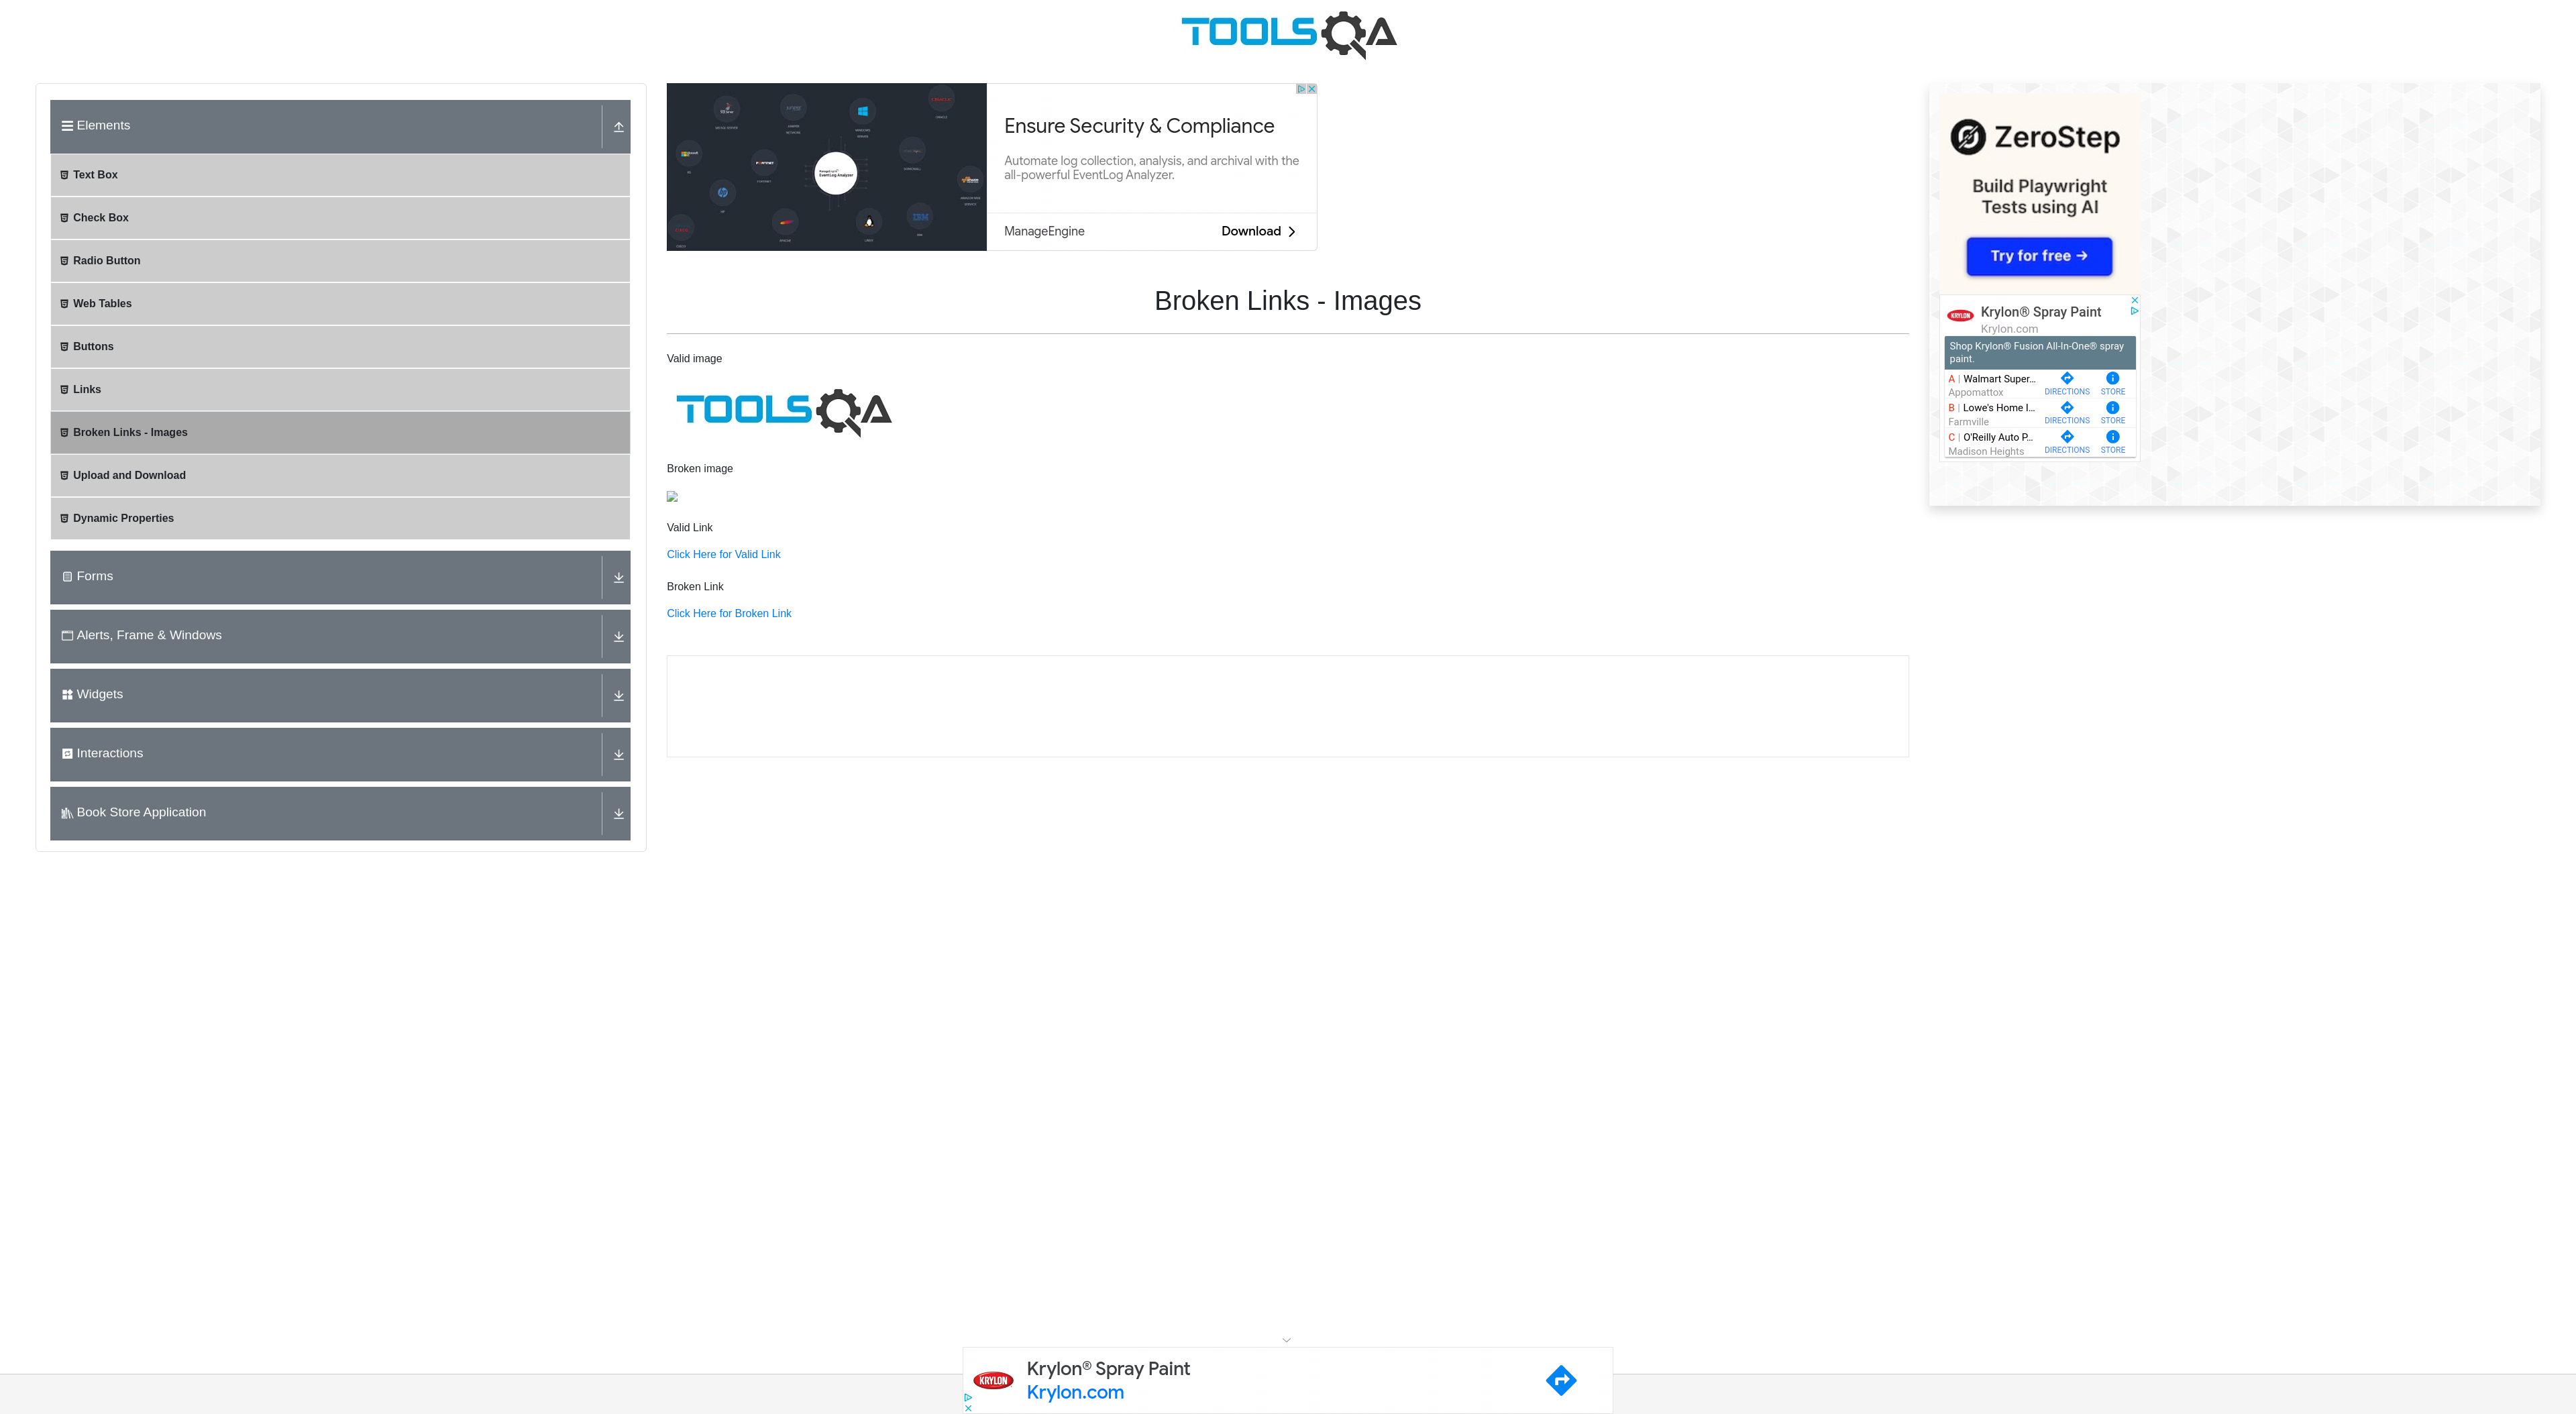 TOOLSQA
Elements
Text Box
Check Box
Radio Button
Web Tables
Buttons
Links
Broken Links - Images
Upload and Download
Dynamic Properties
Forms
Alerts, Frame & Windows
Widgets
Interactions
Book Store Application
Ensure Security & Compliance
Automate log collection, analysis, and archival with the
all-powerful EventLog Analyzer.
ManageEngine
Download
Broken Links - Images
Valid image
TOOLSQA
Broken image
Valid Link
Click Here for Valid Link
Broken Link
Click Here for Broken Link
ZeroStep
Build Playwright
Tests using AI
Try for free →
KRYLON
Krylon® Spray Paint
Krylon.com
Shop Krylon® Fusion All-In-One® spray
paint.
A | Walmart Super... DIRECTIONS STORE
Appomattox
B | Lowe's Home I... DIRECTIONS STORE
Farmville
C | O'Reilly Auto P... DIRECTIONS STORE
Madison Heights
KRYLON
Krylon® Spray Paint
Krylon.com